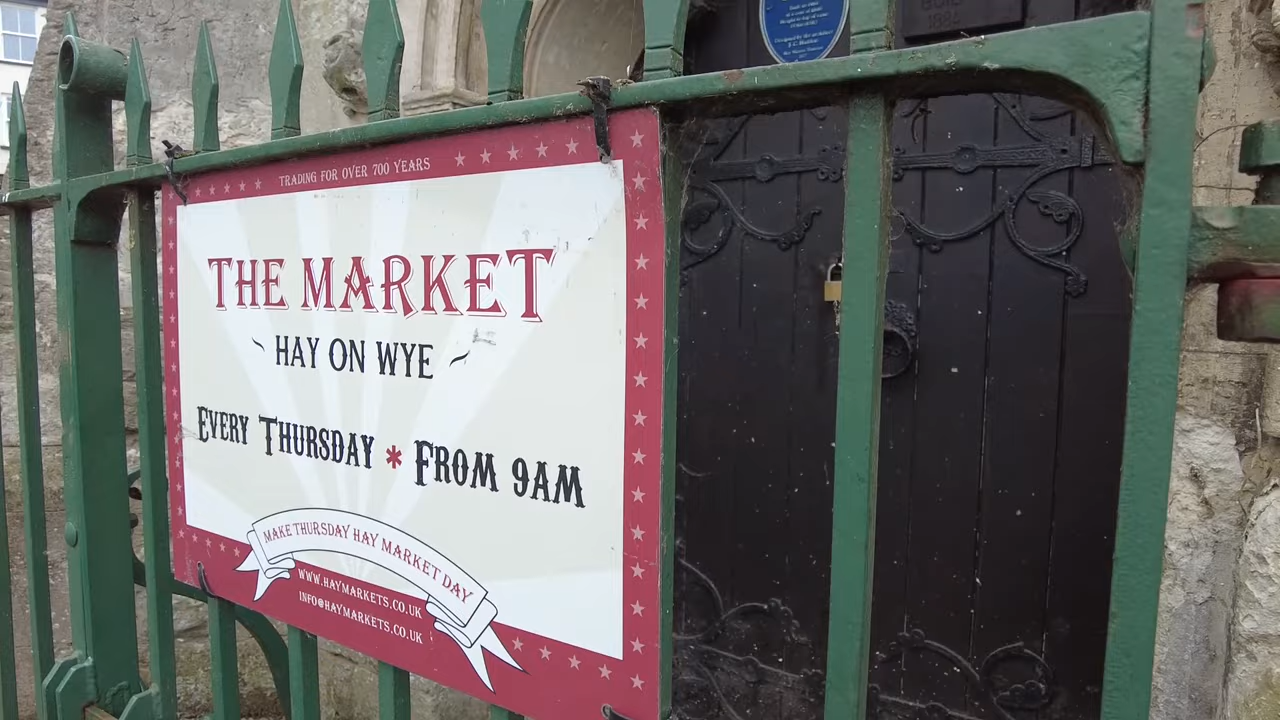 TRADING FOR OVER 700 YEARS
THE MARKET
~ HAY ON WYE ~
EVERY THURSDAY * FROM 9AM
MAKE THURSDAY HAY MARKET DAY
WWW.HAYMARKETS.CO.UK
INFO@HAYMARKETS.CO.UK
1884